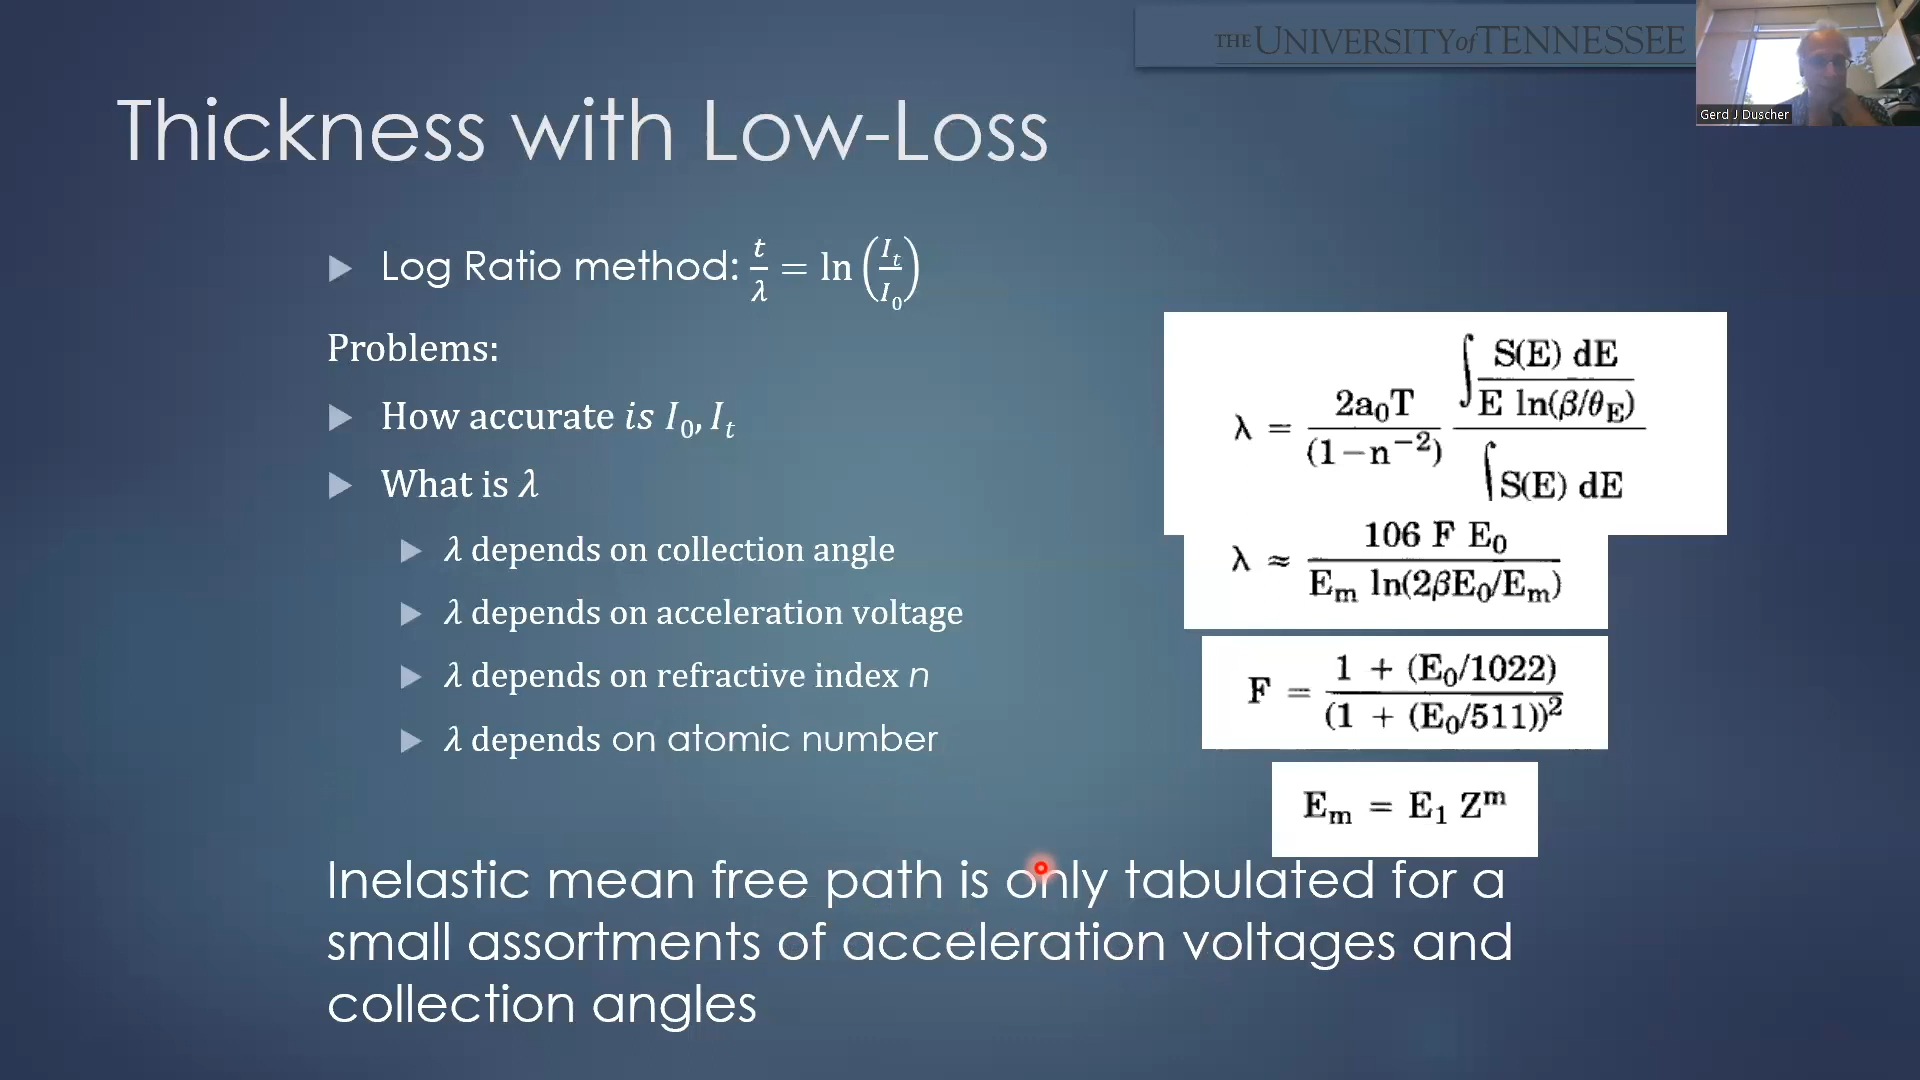 THE UNIVERSITY of TENNESSEE
Gerd J Duscher
Thickness with Low-Loss
Log Ratio method: t/λ = ln(I_t/I_0)
Problems:
How accurate is I_0, I_t
What is λ
λ depends on collection angle
λ depends on acceleration voltage
λ depends on refractive index n
λ depends on atomic number
λ = 2a_0T/(1−n^−2) ∫ S(E) dE/(E ln(β/θ_E)) / ∫ S(E) dE
λ ≈ 106 F E_0/(E_m ln(2βE_0/E_m))
F = 1 + (E_0/1022)/(1 + (E_0/511))^2
E_m = E_1 Z^m
Inelastic mean free path is only tabulated for a
small assortments of acceleration voltages and
collection angles